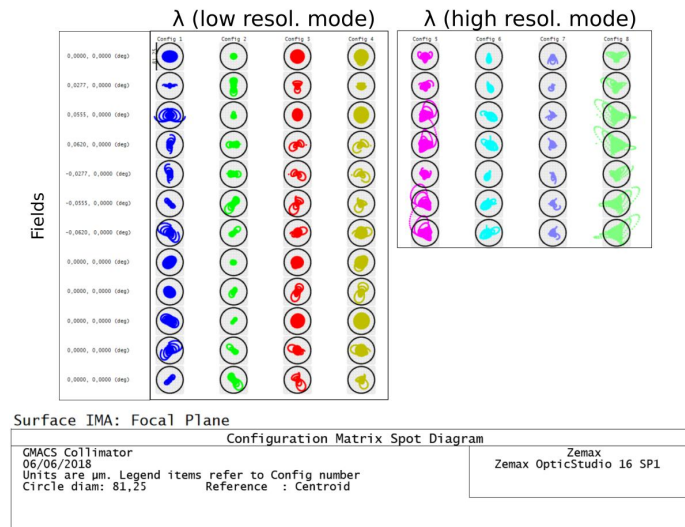 λ (low resol. mode)
λ (high resol. mode)
Config 1 Config 2 Config 3 Config 4
Config 5 Config 6 Config 7 Config 8
0,0000, 0,0000 (deg)
0,0277, 0,0000 (deg)
0,0555, 0,0000 (deg)
0,0620, 0,0000 (deg)
-0,0277, 0,0000 (deg)
-0,0555, 0,0000 (deg)
-0,0620, 0,0000 (deg)
0,0000, 0,0000 (deg)
0,0000, 0,0000 (deg)
0,0000, 0,0000 (deg)
0,0000, 0,0000 (deg)
0,0000, 0,0000 (deg)
Fields
Surface IMA: Focal Plane
Configuration Matrix Spot Diagram
GMACS Collimator
06/06/2018
Units are µm. Legend items refer to Config number
Circle diam: 81,25 Reference : Centroid
Zemax
Zemax OpticStudio 16 SP1